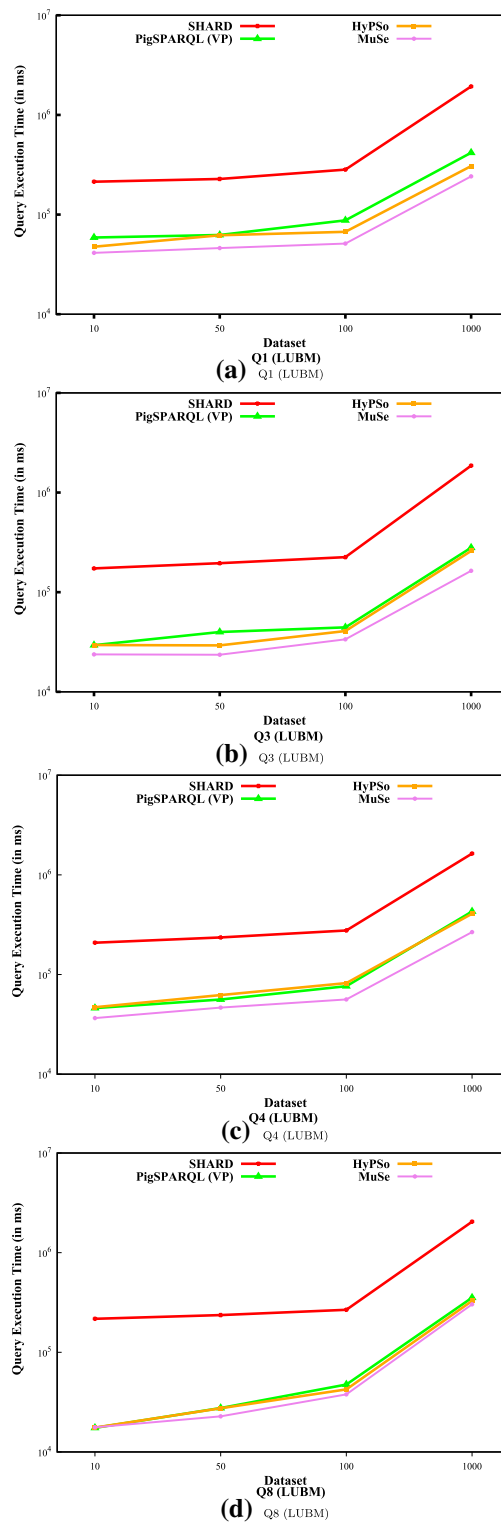 10^7
SHARD
PigSPARQL (VP)
HyPSo
MuSe
Query Execution Time (in ms)
10^6
10^5
10^4
10 50 100 1000
Dataset
Q1 (LUBM)
(a) Q1 (LUBM)
10^7
SHARD
PigSPARQL (VP)
HyPSo
MuSe
Query Execution Time (in ms)
10^6
10^5
10^4
10 50 100 1000
Dataset
Q3 (LUBM)
(b) Q3 (LUBM)
10^7
SHARD
PigSPARQL (VP)
HyPSo
MuSe
Query Execution Time (in ms)
10^6
10^5
10^4
10 50 100 1000
Dataset
Q4 (LUBM)
(c) Q4 (LUBM)
10^7
SHARD
PigSPARQL (VP)
HyPSo
MuSe
Query Execution Time (in ms)
10^6
10^5
10^4
10 50 100 1000
Dataset
Q8 (LUBM)
(d) Q8 (LUBM)